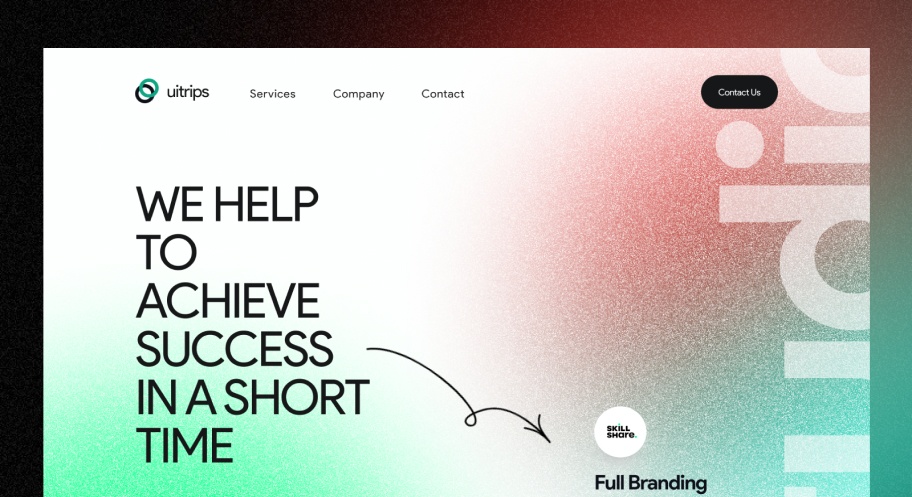 uitrips
Services
Company
Contact
Contact Us
WE HELP
TO
ACHIEVE
SUCCESS
IN A SHORT
TIME
SKILL
SHARE.
Full Branding